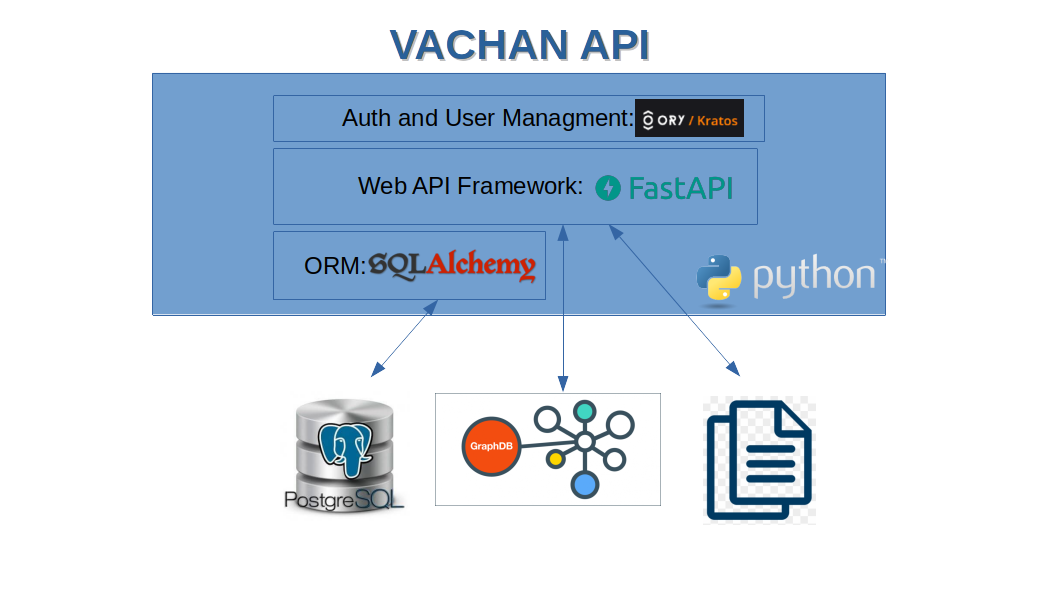 VACHAN API
Auth and User Managment:
ORY / Kratos
Web API Framework:
FastAPI
ORM:
SQLAlchemy
python™
PostgreSQL
GraphDB